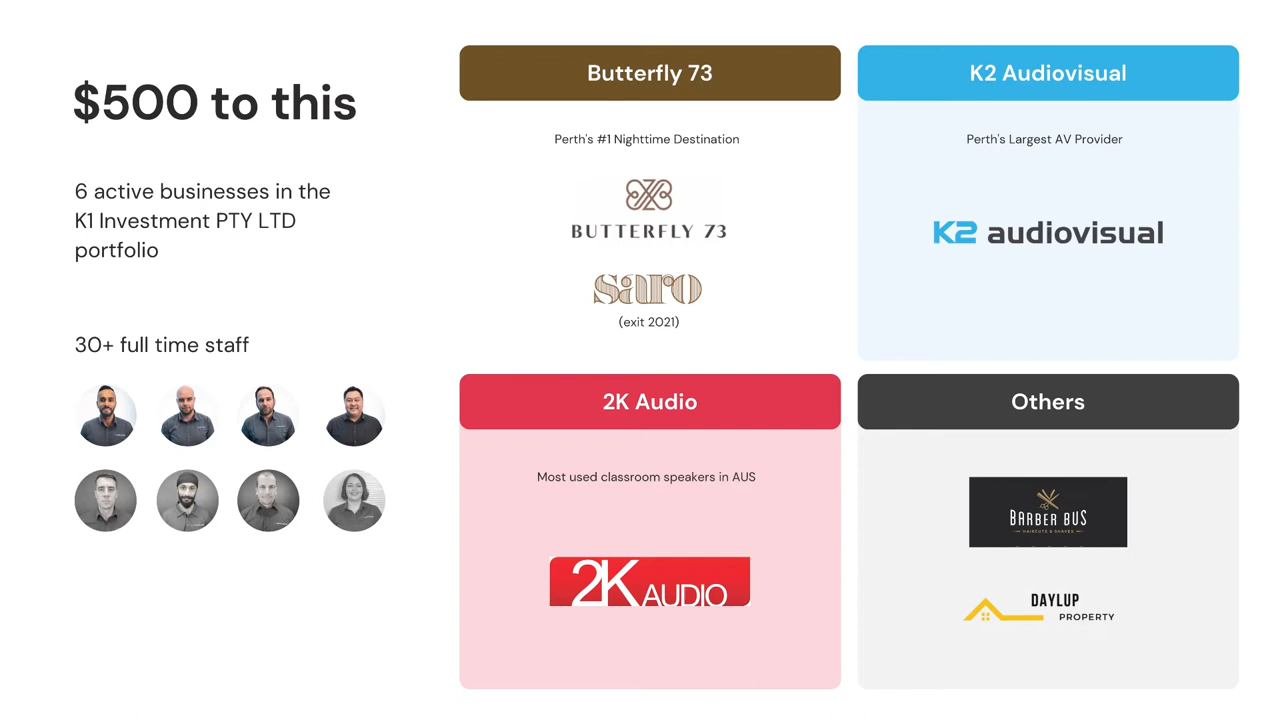 $500 to this
6 active businesses in the
K1 Investment PTY LTD
portfolio
30+ full time staff
Butterfly 73
Perth's #1 Nighttime Destination
BUTTERFLY 73
saro
(exit 2021)
K2 Audiovisual
Perth's Largest AV Provider
K2 audiovisual
2K Audio
Most used classroom speakers in AUS
2K AUDIO
Others
BARBER BUS
HAIRCUTS & SHAVES
DAYLUP
PROPERTY